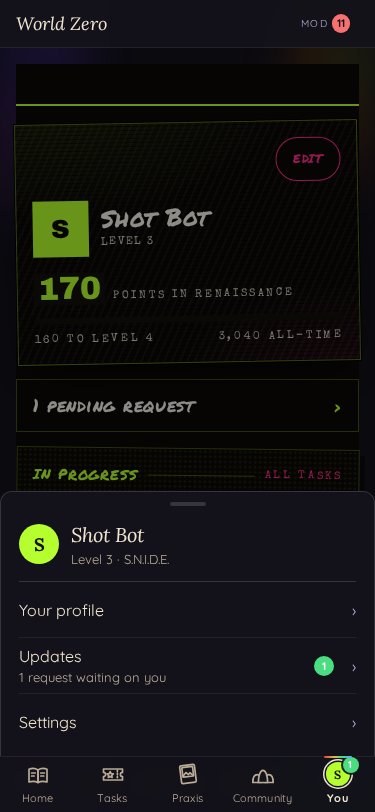 World Zero
MOD 11
EDIT
S
Shot Bot
LEVEL 3
170 POINTS IN RENAISSANCE
160 TO LEVEL 4 3,040 ALL-TIME
1 PENDING REQUEST ›
IN PROGRESS ALL TASKS
S
Shot Bot
Level 3 · S.N.I.D.E.
Your profile ›
Updates
1 request waiting on you
1 ›
Settings ›
S 1
Home Tasks Praxis Community You